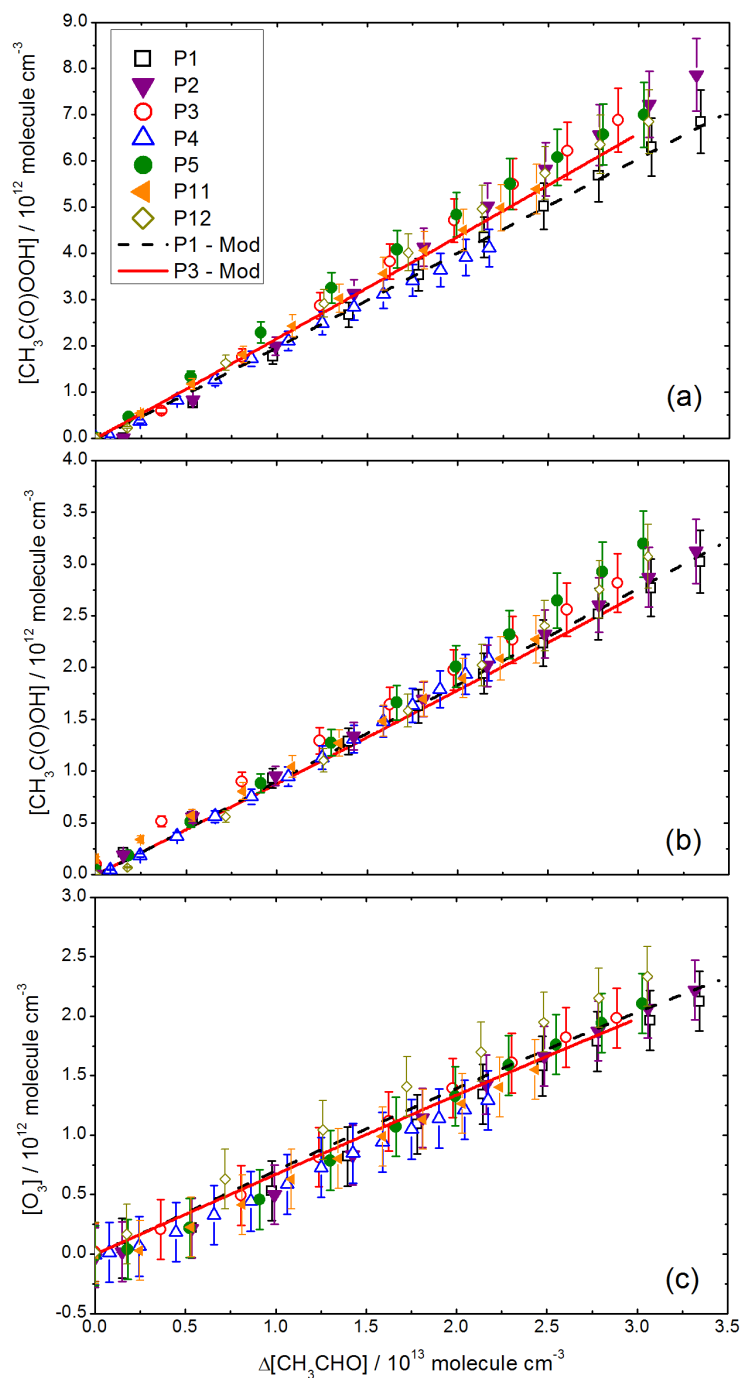 [CH3C(O)OOH] / 10^12 molecule cm^-3
9.0
8.0
7.0
6.0
5.0
4.0
3.0
2.0
1.0
0.0
P1
P2
P3
P4
P5
P11
P12
P1 - Mod
P3 - Mod
(a)
[CH3C(O)OH] / 10^12 molecule cm^-3
4.0
3.5
3.0
2.5
2.0
1.5
1.0
0.5
0.0
(b)
[O3] / 10^12 molecule cm^-3
3.0
2.5
2.0
1.5
1.0
0.5
0.0
-0.5
(c)
0.0 0.5 1.0 1.5 2.0 2.5 3.0 3.5
Δ[CH3CHO] / 10^13 molecule cm^-3